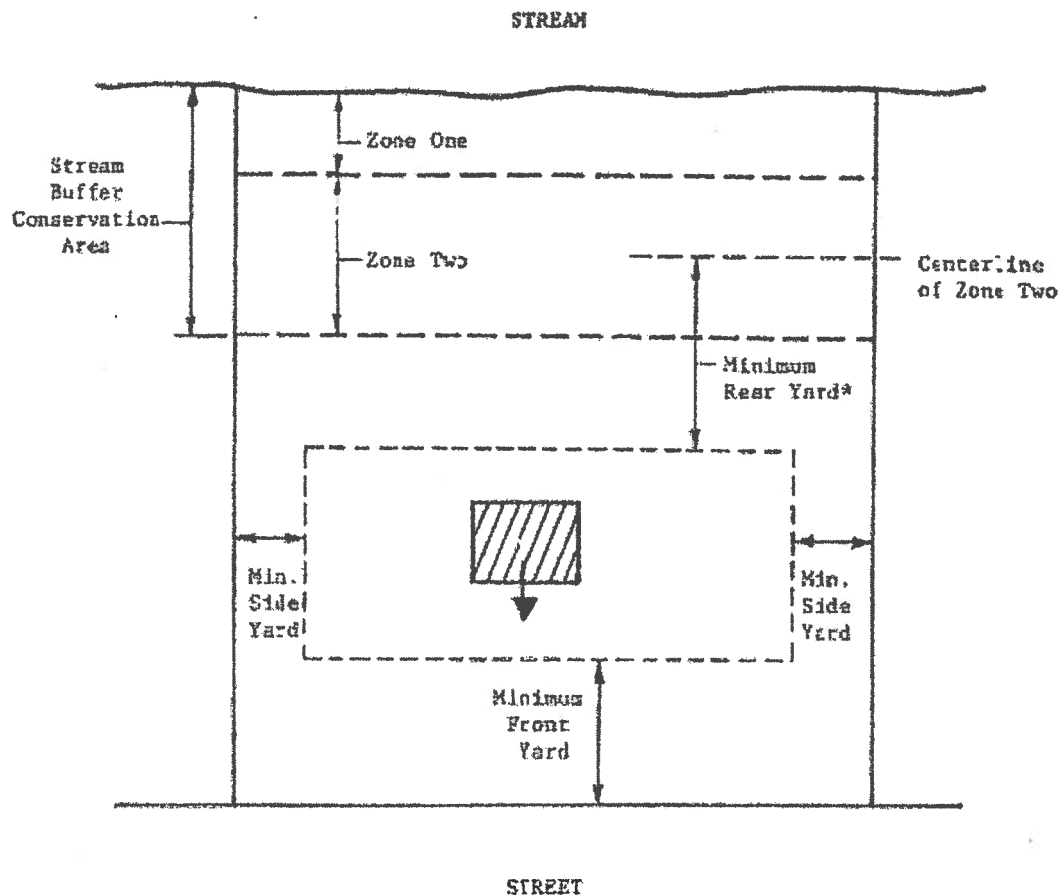 STREAM
Zone One
Stream
Buffer
Conservation
Area
Zone Two
Centerline
of Zone Two
Minimum
Rear Yard*
Min.
Side
Yard
Min.
Side
Yard
Minimum
Front
Yard
STREET